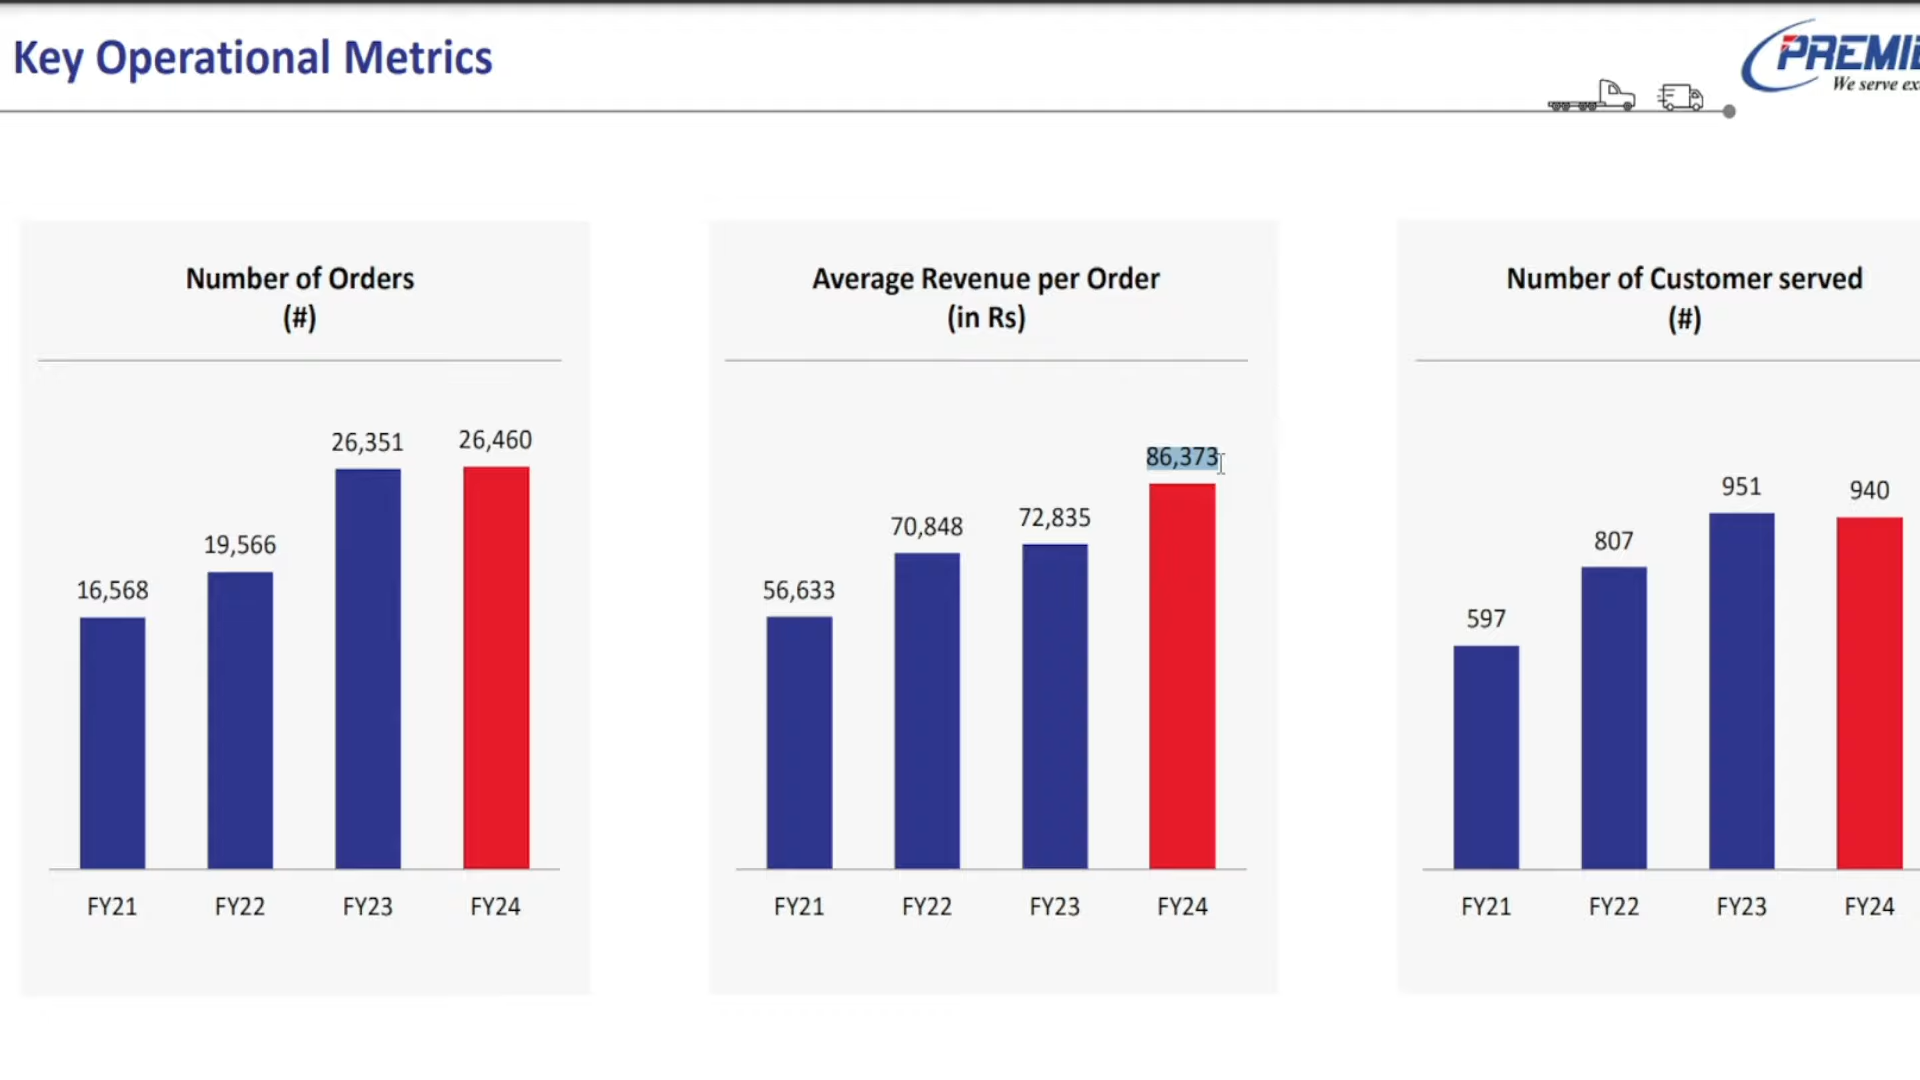 Key Operational Metrics
PREMIE
We serve ex
Number of Orders
(#)
16,568
19,566
26,351
26,460
FY21
FY22
FY23
FY24
Average Revenue per Order
(in Rs)
56,633
70,848
72,835
86,373
FY21
FY22
FY23
FY24
Number of Customer served
(#)
597
807
951
940
FY21
FY22
FY23
FY24